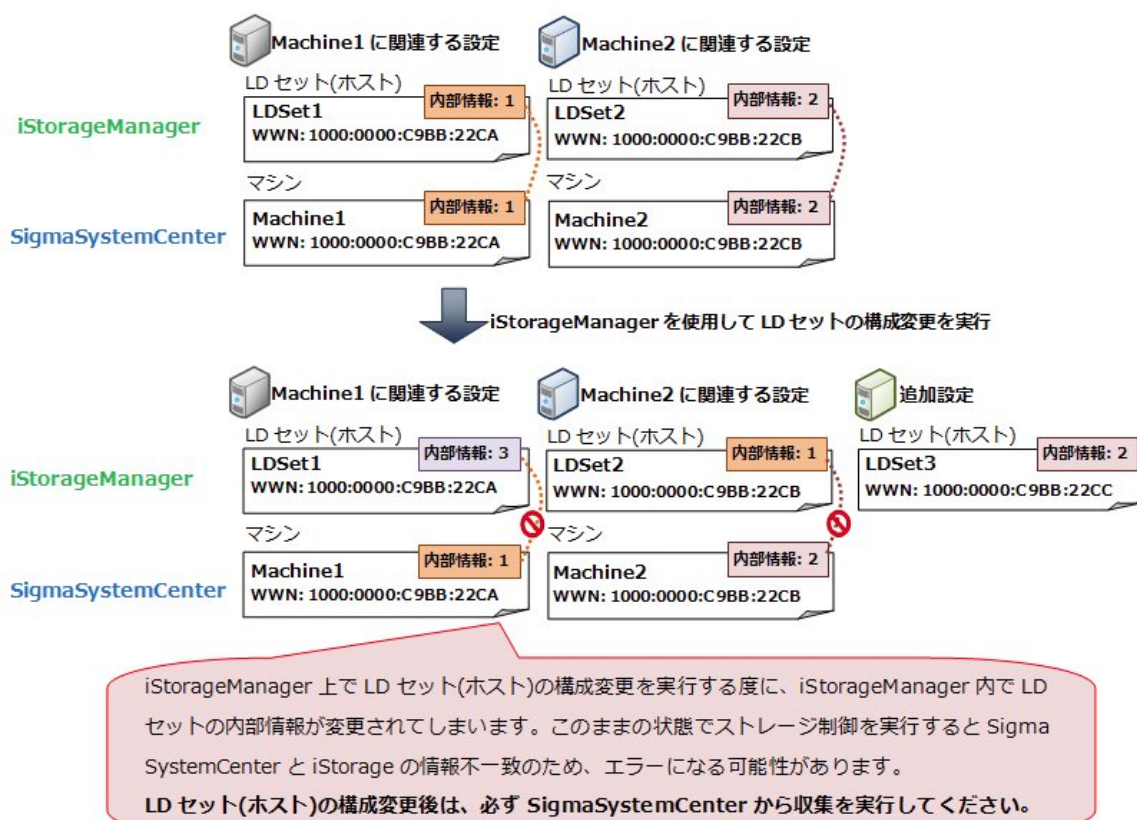 Machine1 に関連する設定
Machine2 に関連する設定
LD セット(ホスト)
LD セット(ホスト)
内部情報: 1
内部情報: 2
iStorageManager
LDSet1
WWN: 1000:0000:C9BB:22CA
LDSet2
WWN: 1000:0000:C9BB:22CB
マシン
マシン
内部情報: 1
内部情報: 2
SigmaSystemCenter
Machine1
WWN: 1000:0000:C9BB:22CA
Machine2
WWN: 1000:0000:C9BB:22CB
iStorageManager を使用して LD セットの構成変更を実行
Machine1 に関連する設定
Machine2 に関連する設定
追加設定
LD セット(ホスト)
LD セット(ホスト)
LD セット(ホスト)
内部情報: 3
内部情報: 1
内部情報: 2
iStorageManager
LDSet1
WWN: 1000:0000:C9BB:22CA
LDSet2
WWN: 1000:0000:C9BB:22CB
LDSet3
WWN: 1000:0000:C9BB:22CC
マシン
マシン
内部情報: 1
内部情報: 2
SigmaSystemCenter
Machine1
WWN: 1000:0000:C9BB:22CA
Machine2
WWN: 1000:0000:C9BB:22CB
iStorageManager 上で LD セット(ホスト)の構成変更を実行する度に、iStorageManager 内で LD
セットの内部情報が変更されてしまいます。このままの状態でストレージ制御を実行すると Sigma
SystemCenter と iStorage の情報不一致のため、エラーになる可能性があります。
LD セット(ホスト)の構成変更後は、必ず SigmaSystemCenter から収集を実行してください。